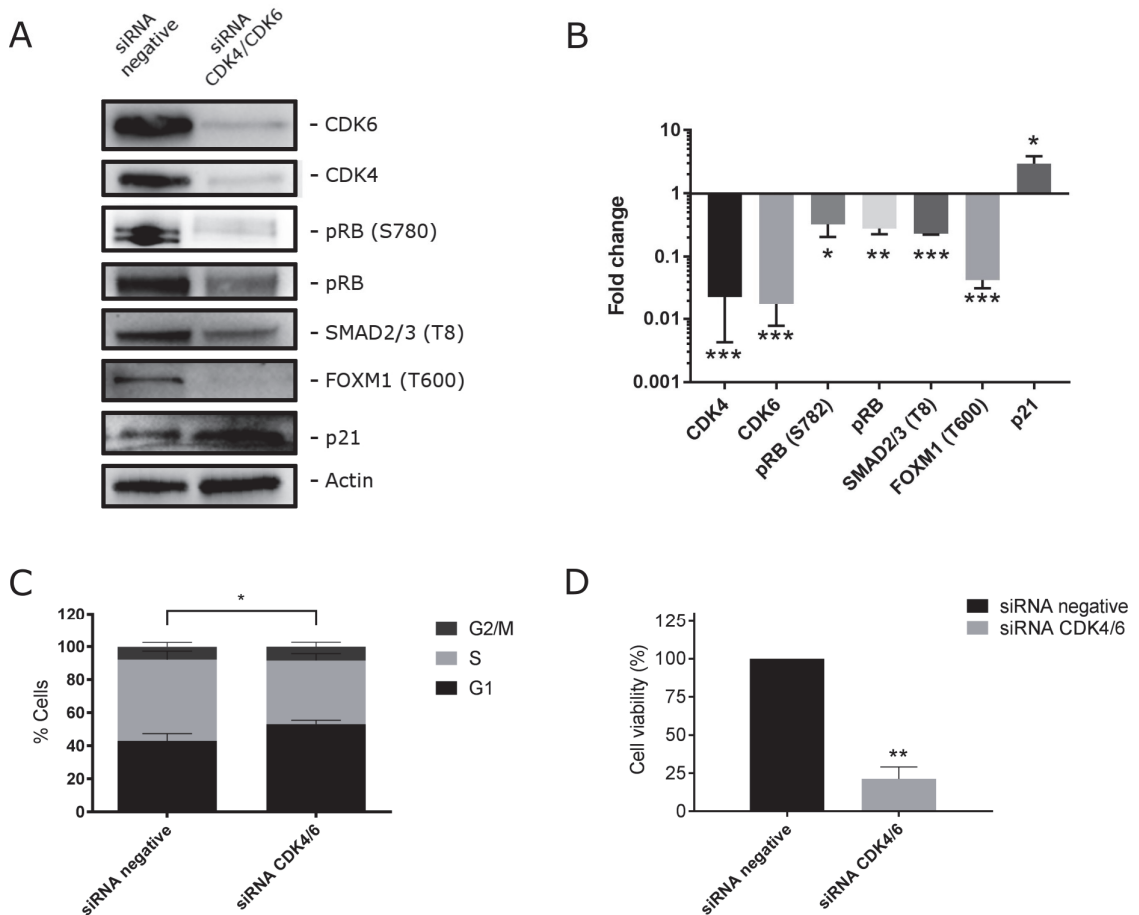 A
siRNA
negative
siRNA
CDK4/CDK6
- CDK6
- CDK4
- pRB (S780)
- pRB
- SMAD2/3 (T8)
- FOXM1 (T600)
- p21
- Actin
B
Fold change
10
1
0.1
0.01
0.001
***
***
*
**
***
***
*
CDK4
CDK6
pRB (S782)
pRB
SMAD2/3 (T8)
FOXM1 (T600)
p21
C
% Cells
120
100
80
60
40
20
0
*
siRNA negative
siRNA CDK4/6
G2/M
S
G1
D
siRNA negative
siRNA CDK4/6
Cell viability (%)
125
100
75
50
25
0
**
siRNA negative
siRNA CDK4/6